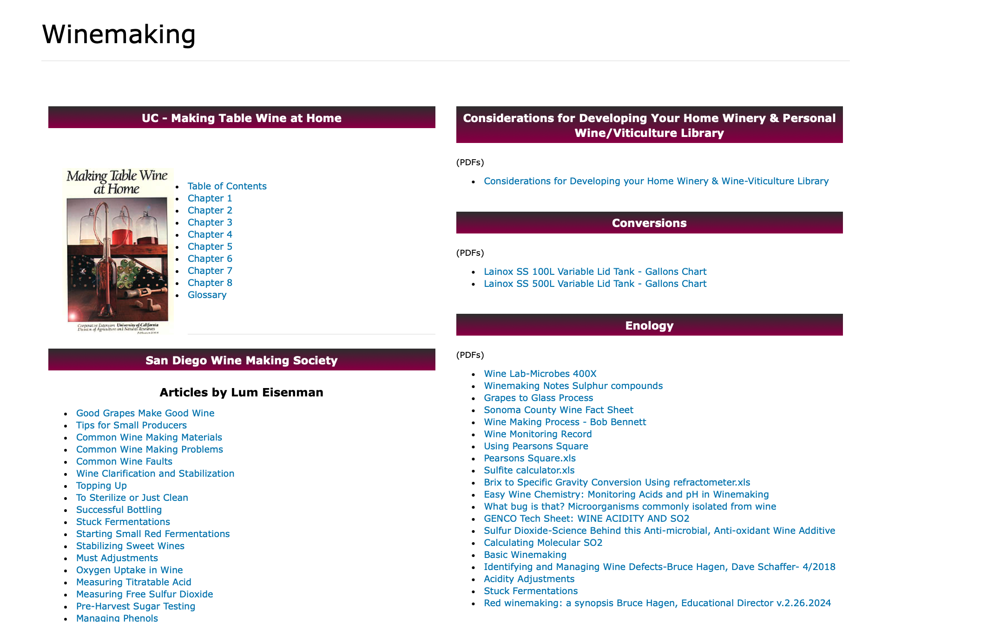 Winemaking
UC - Making Table Wine at Home
Making Table Wine
at Home
Cooperative Extension University of California
Division of Agriculture and Natural Resources
• Table of Contents
• Chapter 1
• Chapter 2
• Chapter 3
• Chapter 4
• Chapter 5
• Chapter 6
• Chapter 7
• Chapter 8
• Glossary
San Diego Wine Making Society
Articles by Lum Eisenman
• Good Grapes Make Good Wine
• Tips for Small Producers
• Common Wine Making Materials
• Common Wine Making Problems
• Common Wine Faults
• Wine Clarification and Stabilization
• Topping Up
• To Sterilize or Just Clean
• Successful Bottling
• Stuck Fermentations
• Starting Small Red Fermentations
• Stabilizing Sweet Wines
• Must Adjustments
• Oxygen Uptake in Wine
• Measuring Titratable Acid
• Measuring Free Sulfur Dioxide
• Pre-Harvest Sugar Testing
• Managing Phenols
Considerations for Developing Your Home Winery & Personal
Wine/Viticulture Library
(PDFs)
• Considerations for Developing your Home Winery & Wine-Viticulture Library
Conversions
(PDFs)
• Lainox SS 100L Variable Lid Tank - Gallons Chart
• Lainox SS 500L Variable Lid Tank - Gallons Chart
Enology
(PDFs)
• Wine Lab-Microbes 400X
• Winemaking Notes Sulphur compounds
• Grapes to Glass Process
• Sonoma County Wine Fact Sheet
• Wine Making Process - Bob Bennett
• Wine Monitoring Record
• Using Pearsons Square
• Pearsons Square.xls
• Sulfite calculator.xls
• Brix to Specific Gravity Conversion Using refractometer.xls
• Easy Wine Chemistry: Monitoring Acids and pH in Winemaking
• What bug is that? Microorganisms commonly isolated from wine
• GENCO Tech Sheet: WINE ACIDITY AND SO2
• Sulfur Dioxide-Science Behind this Anti-microbial, Anti-oxidant Wine Additive
• Calculating Molecular SO2
• Basic Winemaking
• Identifying and Managing Wine Defects-Bruce Hagen, Dave Schaffer- 4/2018
• Acidity Adjustments
• Stuck Fermentations
• Red winemaking: a synopsis Bruce Hagen, Educational Director v.2.26.2024